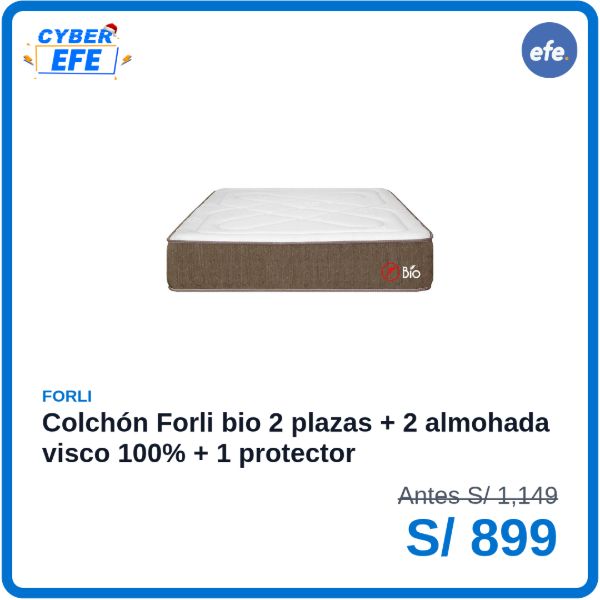 CYBER
EFE
efe.
Bio
FORLI
Colchón Forli bio 2 plazas + 2 almohada
visco 100% + 1 protector
Antes S/ 1,149
S/ 899